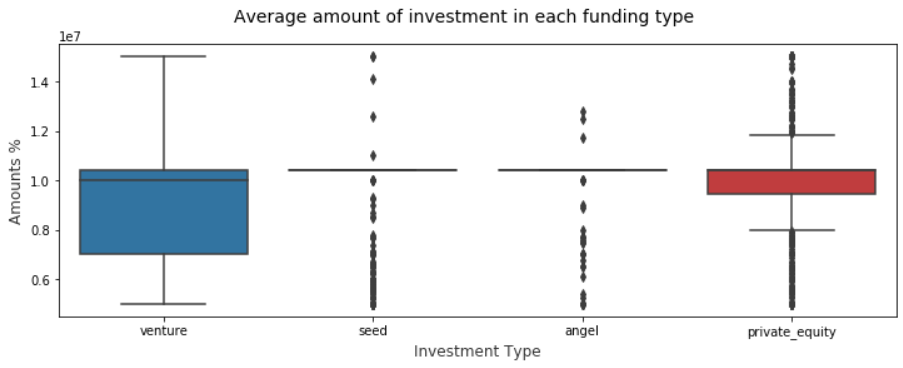 Average amount of investment in each funding type
1e7
1.4
1.2
1.0
0.8
0.6
Amounts %
venture seed angel private_equity
Investment Type